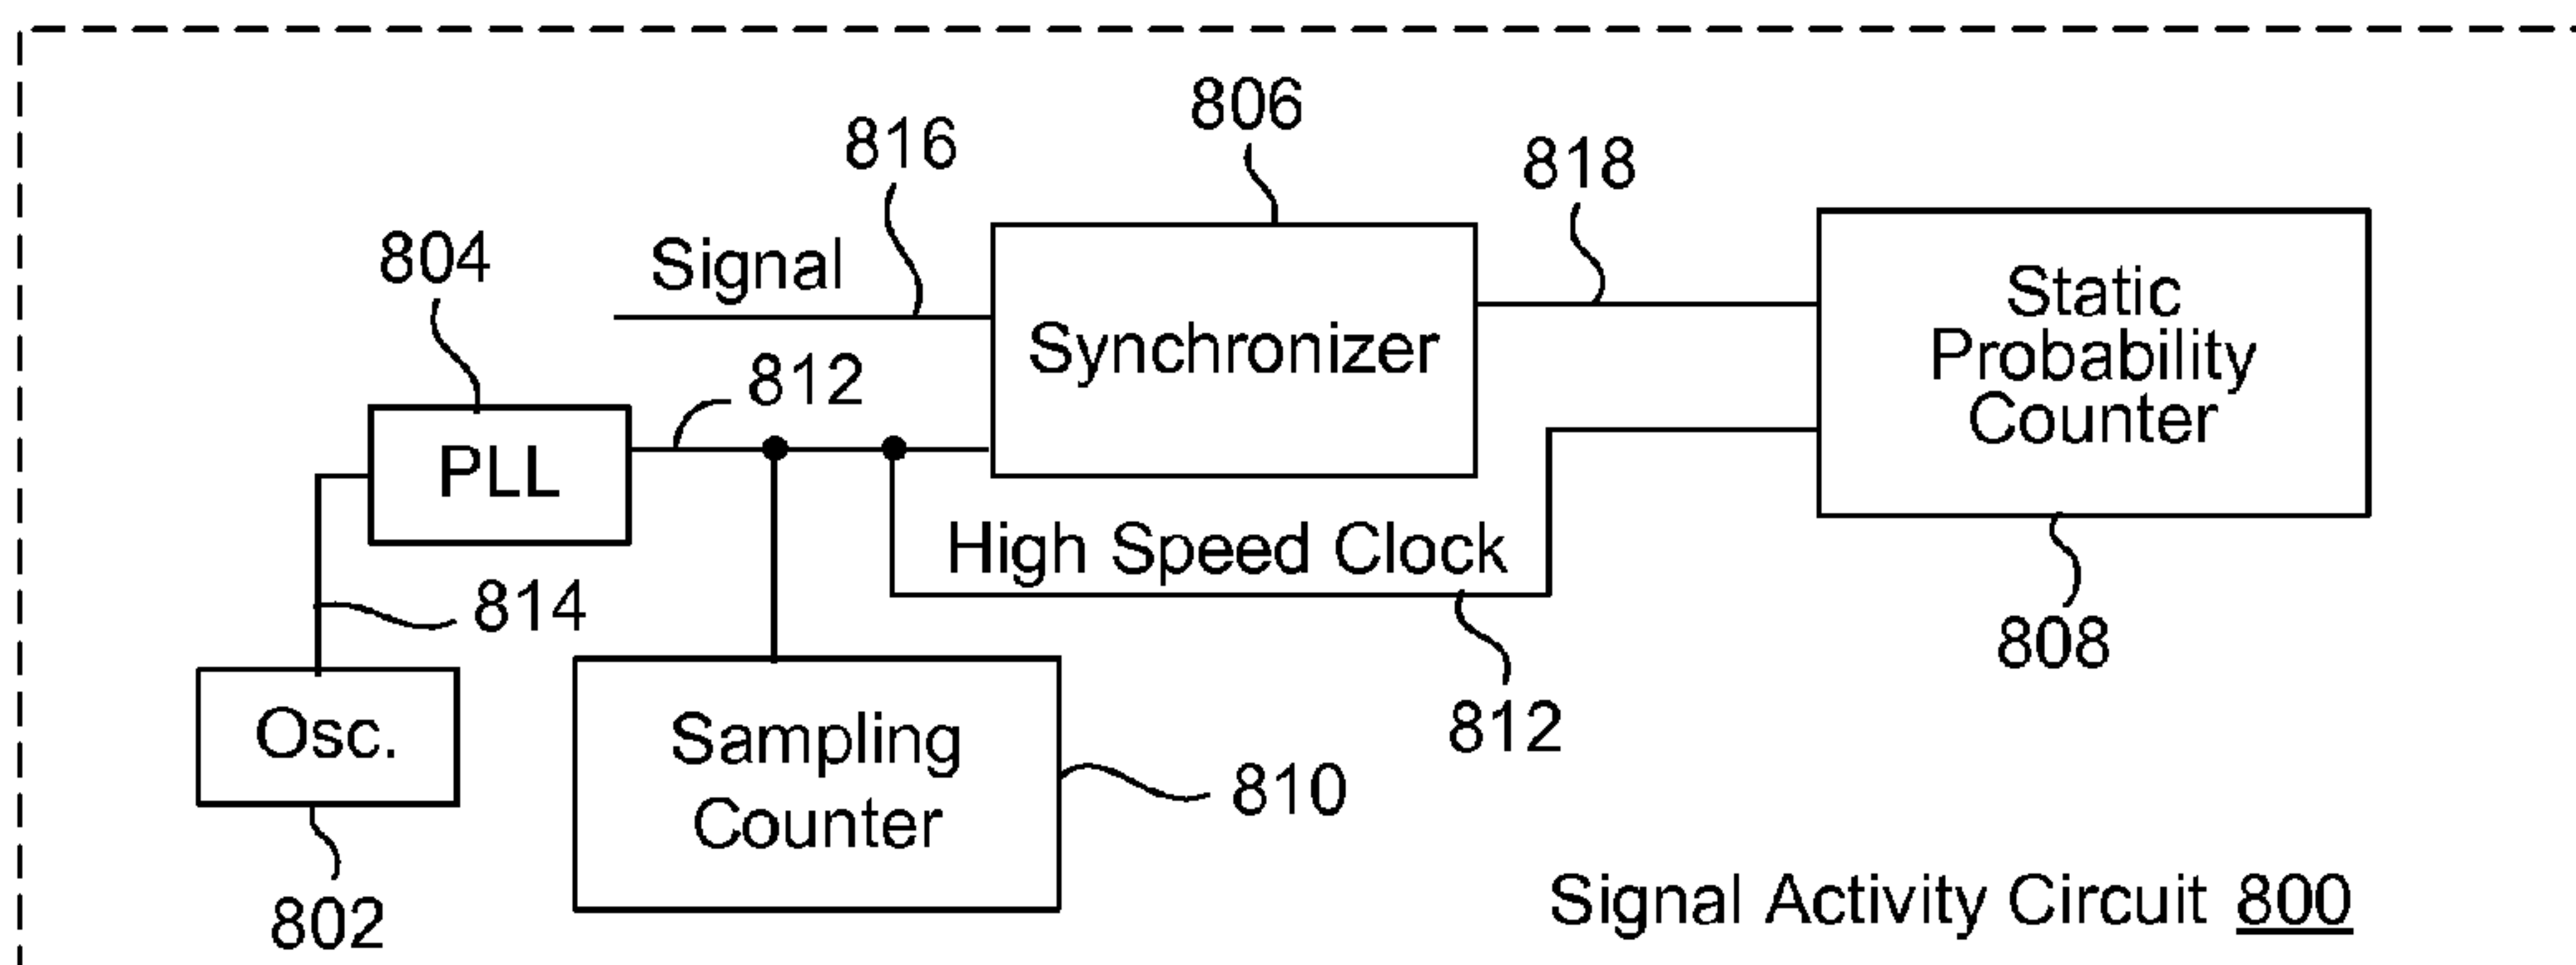 806
816
818
804
Signal
Static
Probability
Counter
Synchronizer
812
PLL
High Speed Clock
814
808
Osc.
Sampling
Counter
812
810
802
Signal Activity Circuit 800